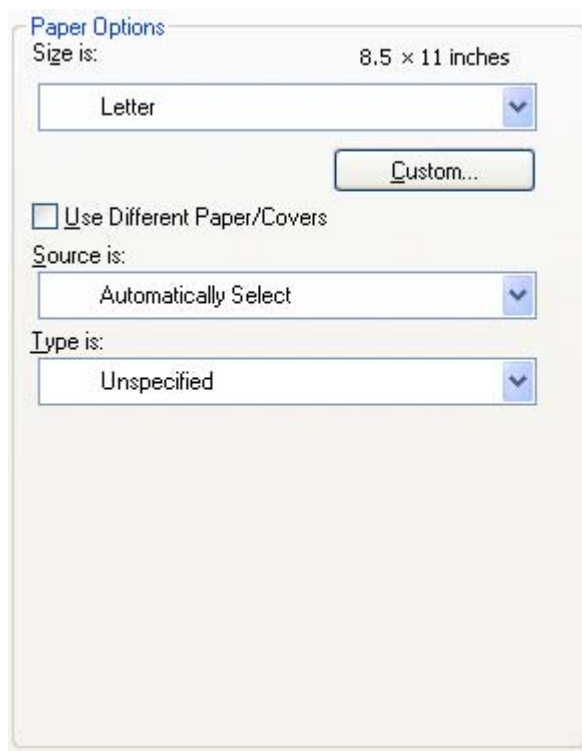 Paper Options
Size is: 8.5 × 11 inches
Letter
Custom...
Use Different Paper/Covers
Source is:
Automatically Select
Type is:
Unspecified